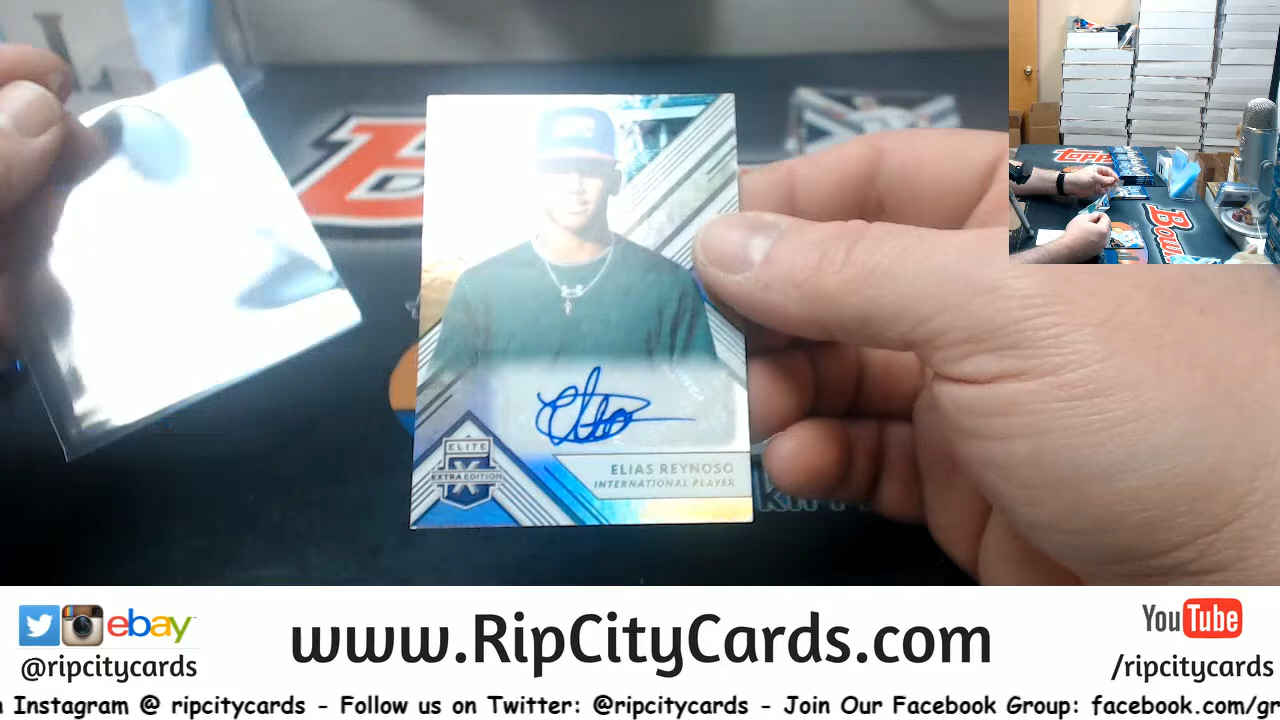 ELITE
EXTRA EDITION
X
ELIAS REYNOSO
INTERNATIONAL PLAYER
topps
ebay
@ripcitycards
www.RipCityCards.com
YouTube
/ripcitycards
Instagram @ ripcitycards - Follow us on Twitter: @ripcitycards - Join Our Facebook Group: facebook.com/gr